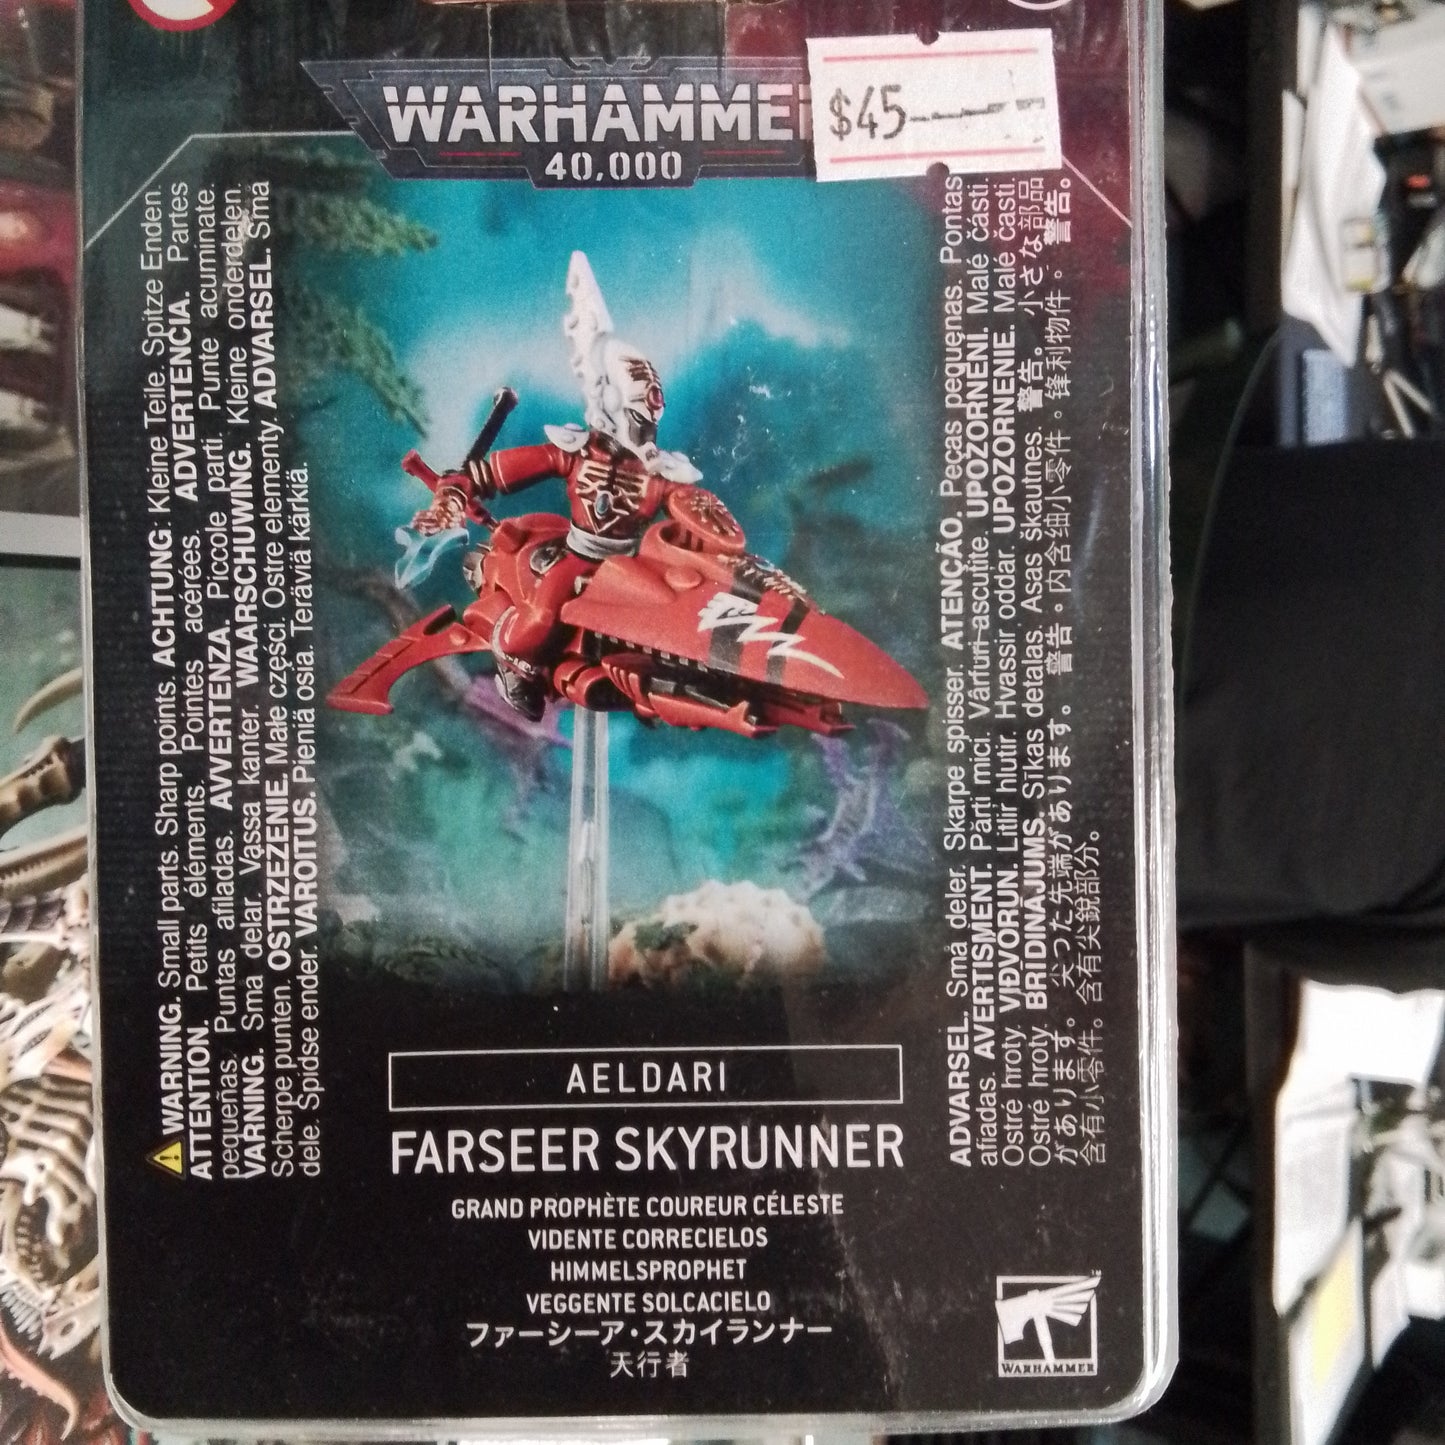 WARHAMME
40,000
$45
⚠ WARNING. Small parts. Sharp points. ACHTUNG: Kleine Teile. Spitze Enden.
ATTENTION. Petits éléments. Pointes acérées. ADVERTENCIA. Partes
pequeñas. Puntas afiladas. AVVERTENZA. Piccole parti. Punte acuminate.
VARNING. Små delar. Vassa kanter. WAARSCHUWING. Kleine onderdelen.
Scherpe punten. OSTRZEZENIE. Małe części. Ostre elementy. ADVARSEL. Små
dele. Spidse ender. VAROITUS. Pieniä osia. Teräviä kärkiä.
ADVARSEL. Små deler. Skarpe spisser. ATENÇÃO. Peças pequenas. Pontas
afiadas. AVERTISMENT. Părți mici. Vârfuri ascuțite. UPOZORNĚNÍ. Malé části.
Ostré hroty. VIÐVÖRUN. Litlir hlutir. Hvassir oddar. UPOZORNENIE. Malé časti.
Ostré hroty. BRĪDINĀJUMS. Sīkas detaļas. Asas šķautnes. 警告。小さな部品
があります。尖った先端があります。警告。内含细小零件。锋利物件。警告。
含有小零件。含有尖銳部分。
AELDARI
FARSEER SKYRUNNER
GRAND PROPHÈTE COUREUR CÉLESTE
VIDENTE CORRECIELOS
HIMMELSPROPHET
VEGGENTE SOLCACIELO
ファーシーア・スカイランナー
天行者
WARHAMMER